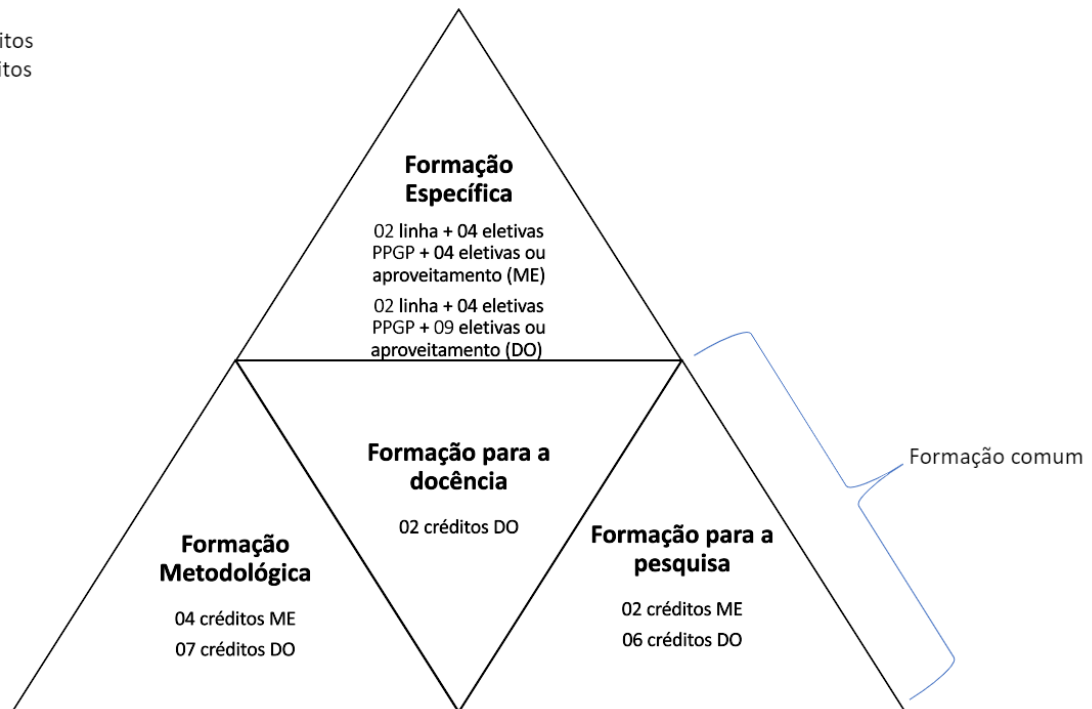 itos
itos
Formação
Específica
02 linha + 04 eletivas
PPGP + 04 eletivas ou
aproveitamento (ME)
02 linha + 04 eletivas
PPGP + 09 eletivas ou
aproveitamento (DO)
Formação para a
docência
02 créditos DO
Formação comum
Formação
Metodológica
04 créditos ME
07 créditos DO
Formação para a
pesquisa
02 créditos ME
06 créditos DO